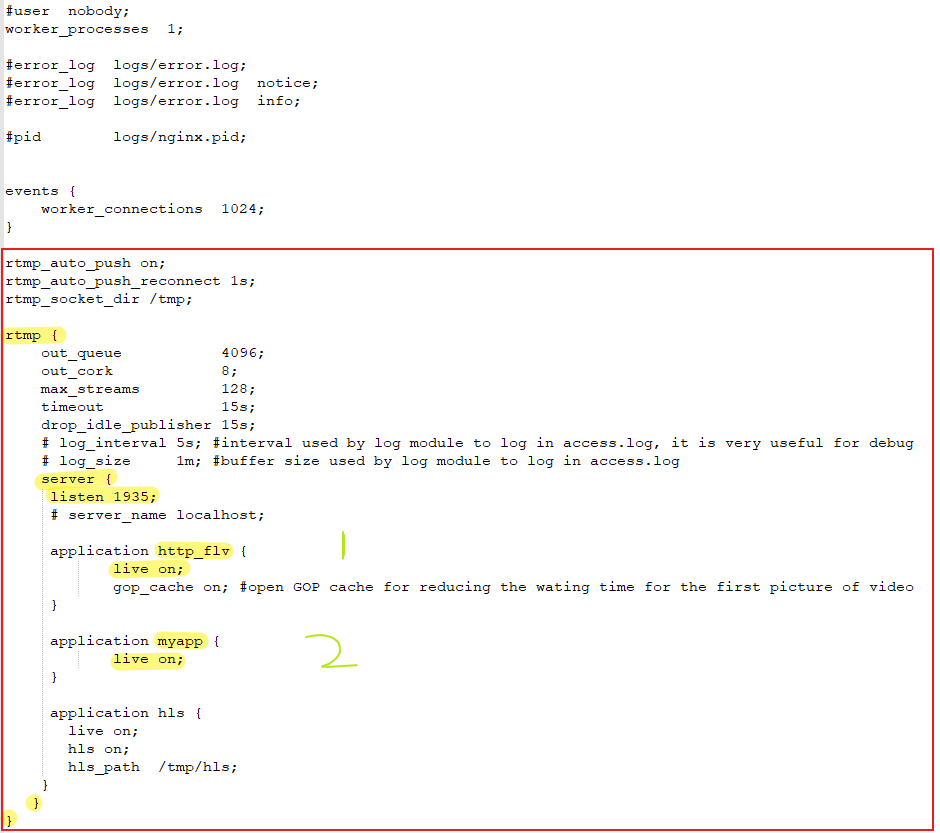 #user  nobody;
worker_processes  1;

#error_log  logs/error.log;
#error_log  logs/error.log  notice;
#error_log  logs/error.log  info;

#pid        logs/nginx.pid;


events {
    worker_connections  1024;
}

rtmp_auto_push on;
rtmp_auto_push_reconnect 1s;
rtmp_socket_dir /tmp;

rtmp {
    out_queue           4096;
    out_cork            8;
    max_streams         128;
    timeout             15s;
    drop_idle_publisher 15s;
    # log_interval 5s; #interval used by log module to log in access.log, it is very useful for debug
    # log_size     1m; #buffer size used by log module to log in access.log
    server {
     listen 1935;
     # server_name localhost;

     application http_flv {          1
            live on;
            gop_cache on; #open GOP cache for reducing the wating time for the first picture of video
     }

     application myapp {          2
            live on;
     }

     application hls {
       live on;
       hls on;
       hls_path  /tmp/hls;
    }
   }
}